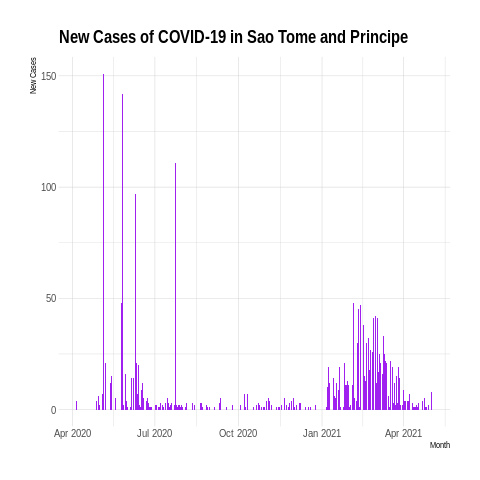 New Cases of COVID-19 in Sao Tome and Principe
New Cases
150
100
50
0
Apr 2020 Jul 2020 Oct 2020 Jan 2021 Apr 2021
Month